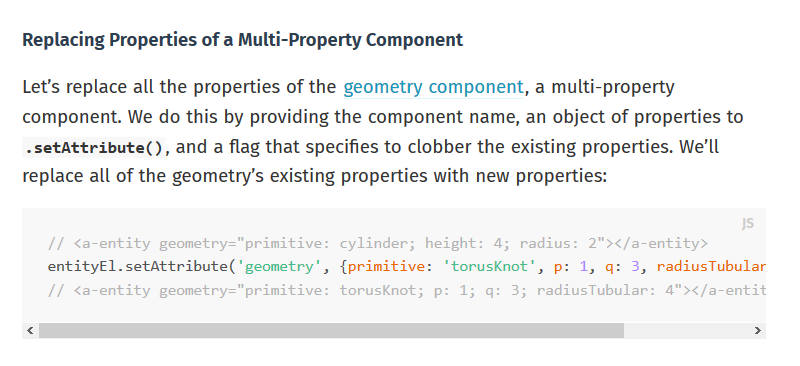 Replacing Properties of a Multi-Property Component
Let’s replace all the properties of the geometry component, a multi-property
component. We do this by providing the component name, an object of properties to
.setAttribute(), and a flag that specifies to clobber the existing properties. We’ll
replace all of the geometry’s existing properties with new properties:
JS
// <a-entity geometry="primitive: cylinder; height: 4; radius: 2"></a-entity>
entityEl.setAttribute('geometry', {primitive: 'torusKnot', p: 1, q: 3, radiusTubular
// <a-entity geometry="primitive: torusKnot; p: 1; q: 3; radiusTubular: 4"></a-entit